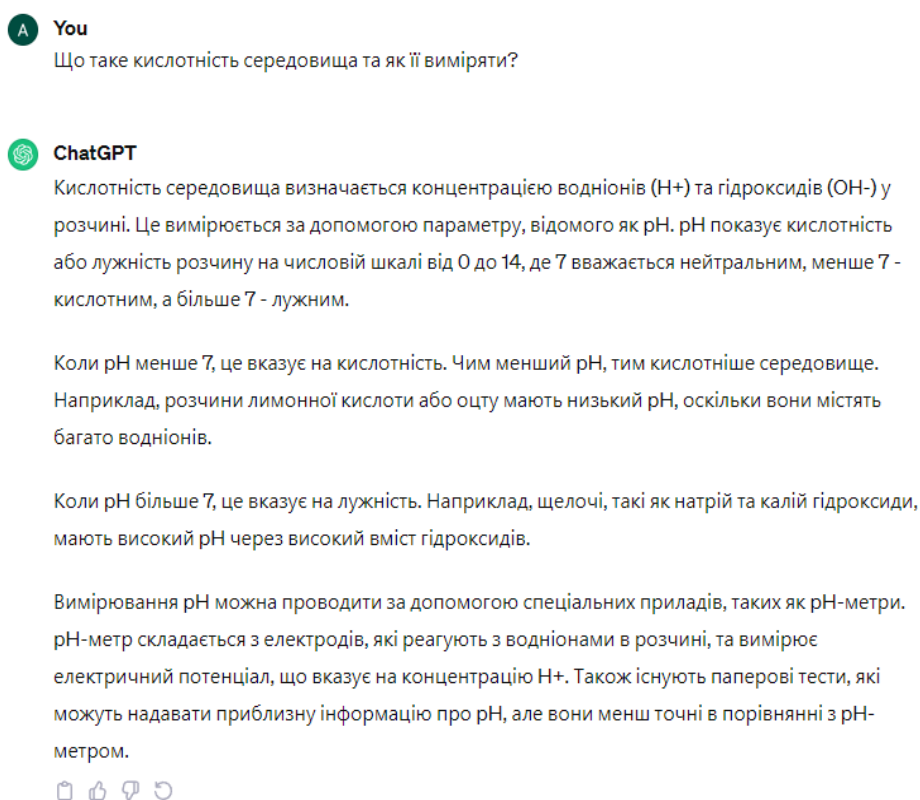 A You
Що таке кислотність середовища та як її виміряти?
ChatGPT
Кислотність середовища визначається концентрацією водніонів (H+) та гідроксидів (OH-) у
розчині. Це вимірюється за допомогою параметру, відомого як pH. pH показує кислотність
або лужність розчину на числовій шкалі від 0 до 14, де 7 вважається нейтральним, менше 7 -
кислотним, а більше 7 - лужним.
Коли pH менше 7, це вказує на кислотність. Чим менший pH, тим кислотніше середовище.
Наприклад, розчини лимонної кислоти або оцту мають низький pH, оскільки вони містять
багато водніонів.
Коли pH більше 7, це вказує на лужність. Наприклад, щелочі, такі як натрій та калій гідроксиди,
мають високий pH через високий вміст гідроксидів.
Вимірювання pH можна проводити за допомогою спеціальних приладів, таких як pH-метри.
pH-метр складається з електродів, які реагують з водніонами в розчині, та вимірює
електричний потенціал, що вказує на концентрацію H+. Також існують паперові тести, які
можуть надавати приблизну інформацію про pH, але вони менш точні в порівнянні з pH-
метром.